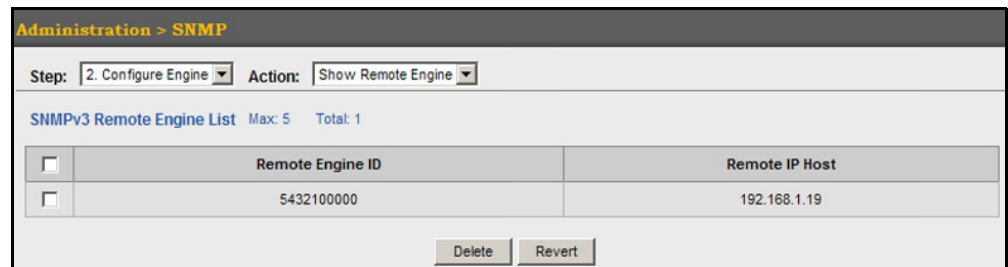 Administration > SNMP
Step: 2. Configure Engine Action: Show Remote Engine
SNMPv3 Remote Engine List Max: 5 Total: 1
Remote Engine ID Remote IP Host
5432100000 192.168.1.19
Delete Revert